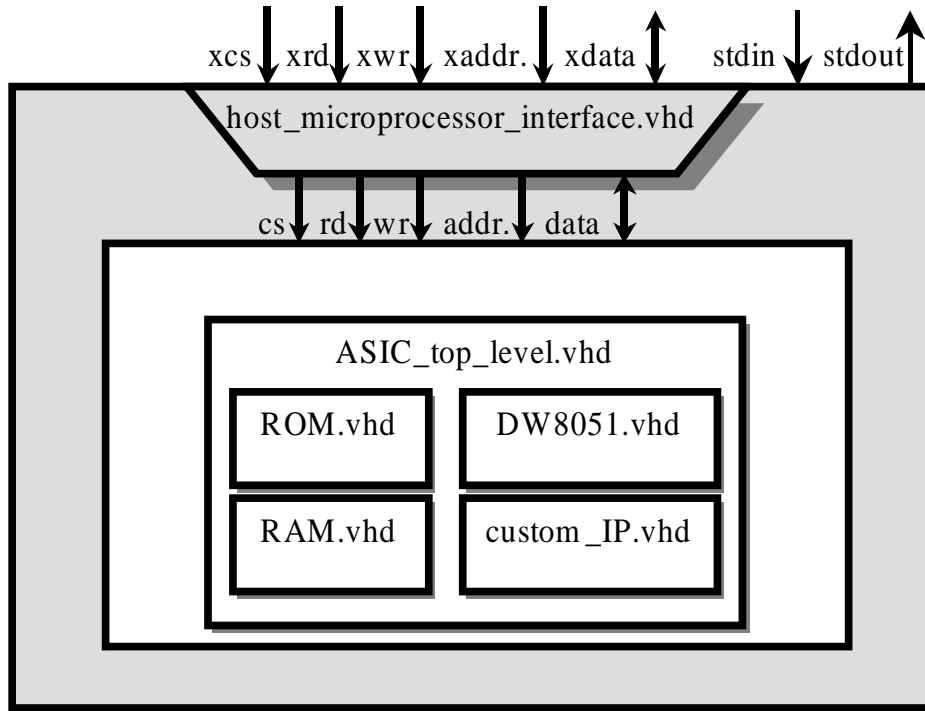 xcs xrd xwr xaddr. xdata stdin stdout
host_microprocessor_interface.vhd
cs rd wr addr. data
ASIC_top_level.vhd
ROM.vhd DW8051.vhd
RAM.vhd custom_IP.vhd